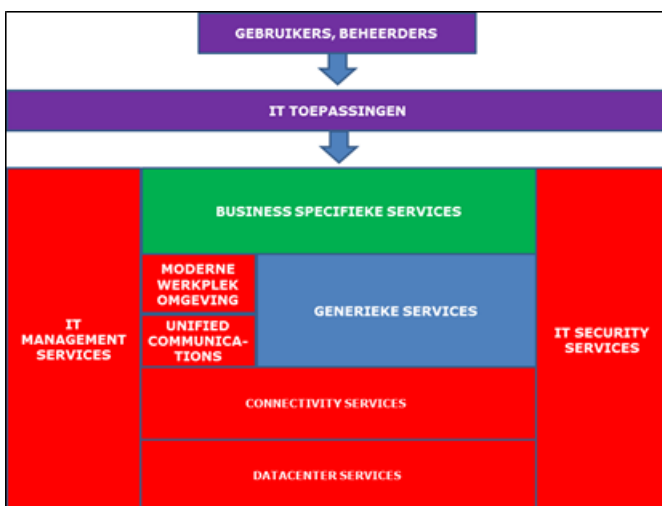 GEBRUIKERS, BEHEERDERS
IT TOEPASSINGEN
BUSINESS SPECIFIEKE SERVICES
MODERNE
WERKPLEK
OMGEVING
GENERIEKE SERVICES
UNIFIED
COMMUNICA-
TIONS
IT
MANAGEMENT
SERVICES
IT SECURITY
SERVICES
CONNECTIVITY SERVICES
DATACENTER SERVICES